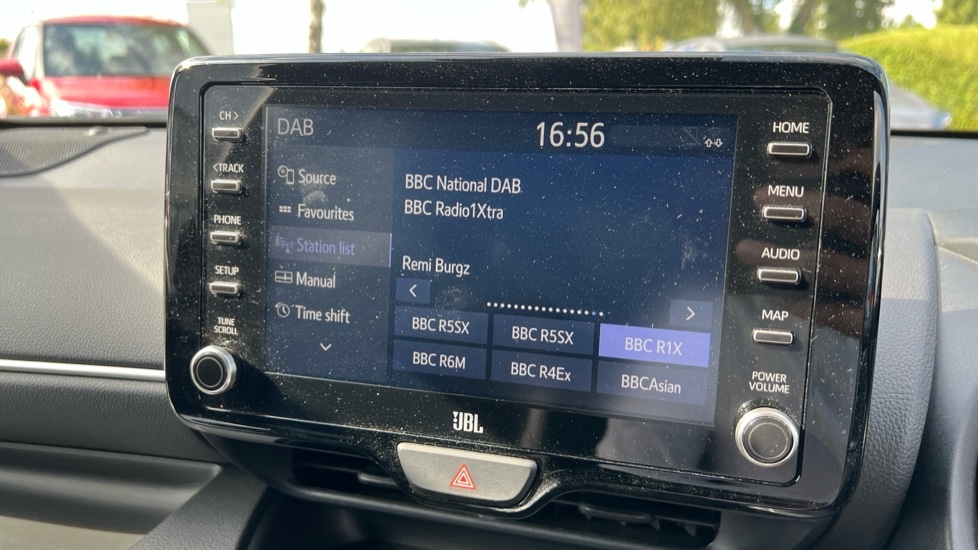 CH >
< TRACK
PHONE
SETUP
TUNE
SCROLL
DAB
16:56
Source
Favourites
Station list
Manual
Time shift
BBC National DAB
BBC Radio1Xtra
Remi Burgz
< >
BBC R5SX BBC R5SX BBC R1X
BBC R6M BBC R4Ex BBCAsian
HOME
MENU
AUDIO
MAP
POWER
VOLUME
JBL